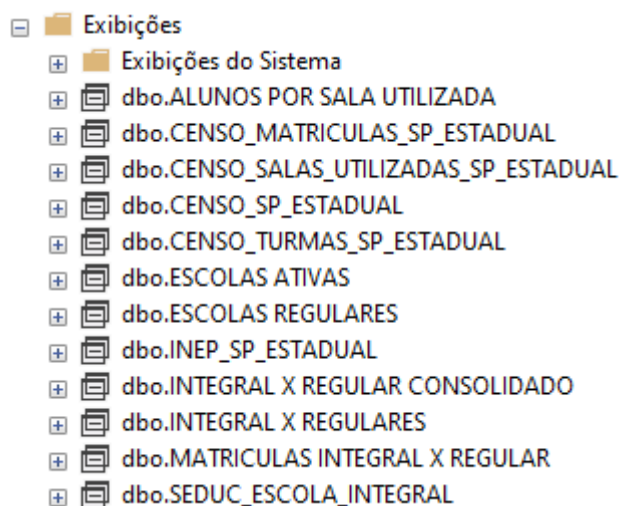 Exibições
Exibições do Sistema
dbo.ALUNOS POR SALA UTILIZADA
dbo.CENSO_MATRICULAS_SP_ESTADUAL
dbo.CENSO_SALAS_UTILIZADAS_SP_ESTADUAL
dbo.CENSO_SP_ESTADUAL
dbo.CENSO_TURMAS_SP_ESTADUAL
dbo.ESCOLAS ATIVAS
dbo.ESCOLAS REGULARES
dbo.INEP_SP_ESTADUAL
dbo.INTEGRAL X REGULAR CONSOLIDADO
dbo.INTEGRAL X REGULARES
dbo.MATRICULAS INTEGRAL X REGULAR
dbo.SEDUC_ESCOLA_INTEGRAL